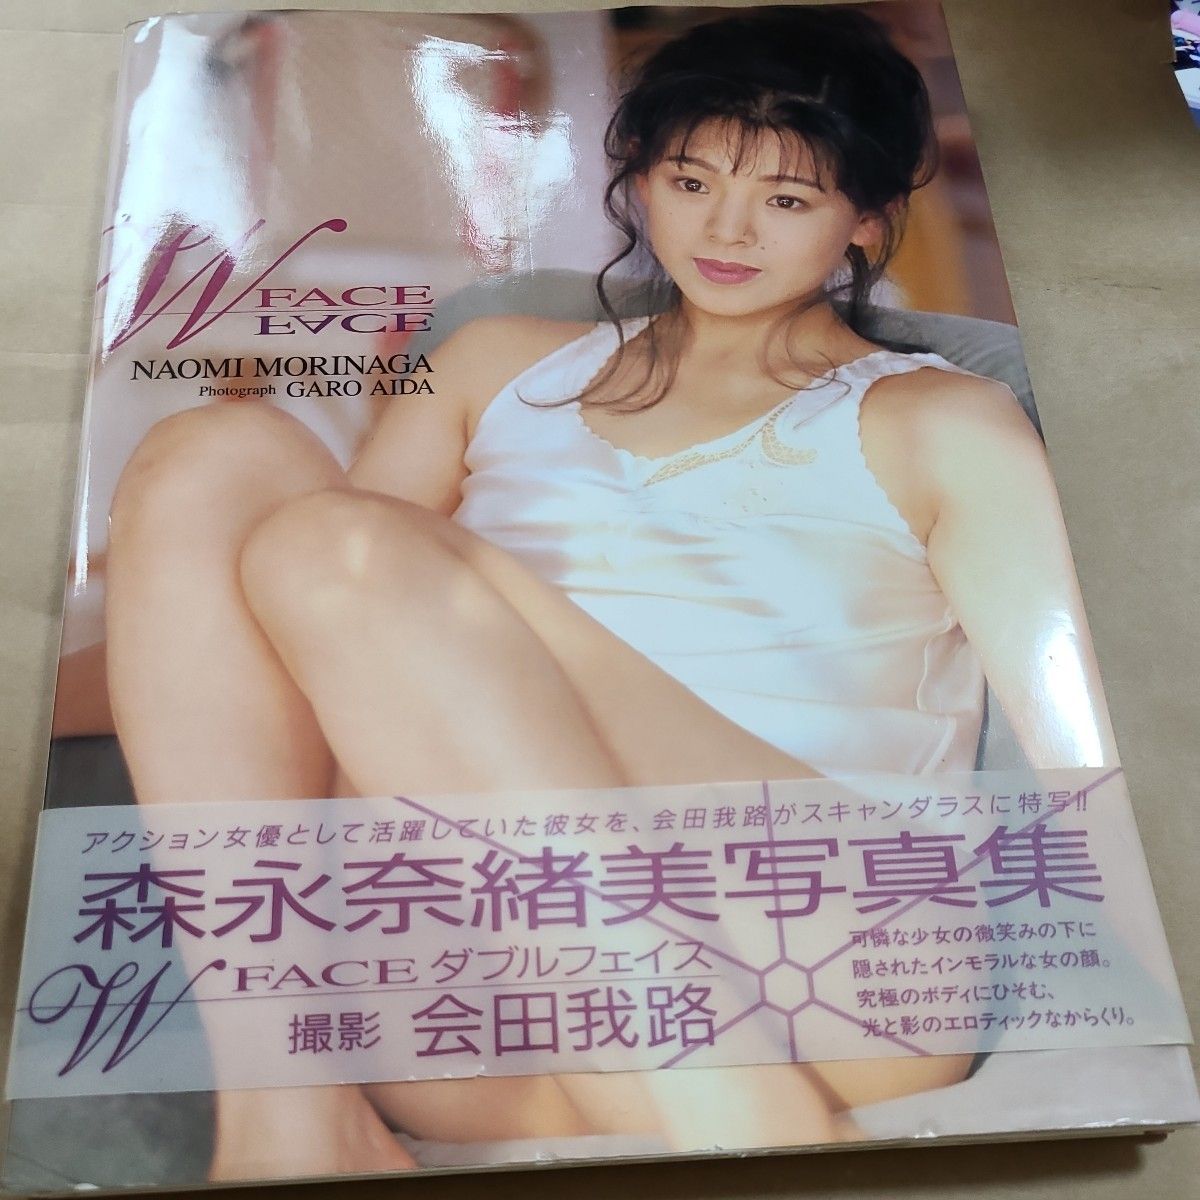 W FACE
FACE
NAOMI MORINAGA
Photograph GARO AIDA
アクション女優として活躍していた彼女を、会田我路がスキャンダラスに特写!!
森永奈緒美写真集
W FACE ダブルフェイス
撮影 会田我路
可憐な少女の微笑みの下に
隠されたインモラルな女の顔。
究極のボディにひそむ、
光と影のエロティックなからくり。